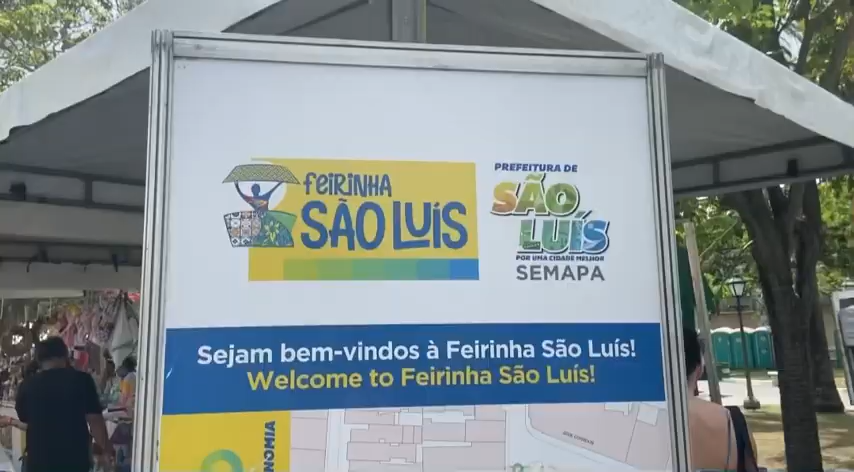 FEIRINHA
SÃO LUÍS
PREFEITURA DE
SÃO
LUÍS
POR UMA CIDADE MELHOR
SEMAPA
Sejam bem-vindos à Feirinha São Luís!
Welcome to Feirinha São Luís!